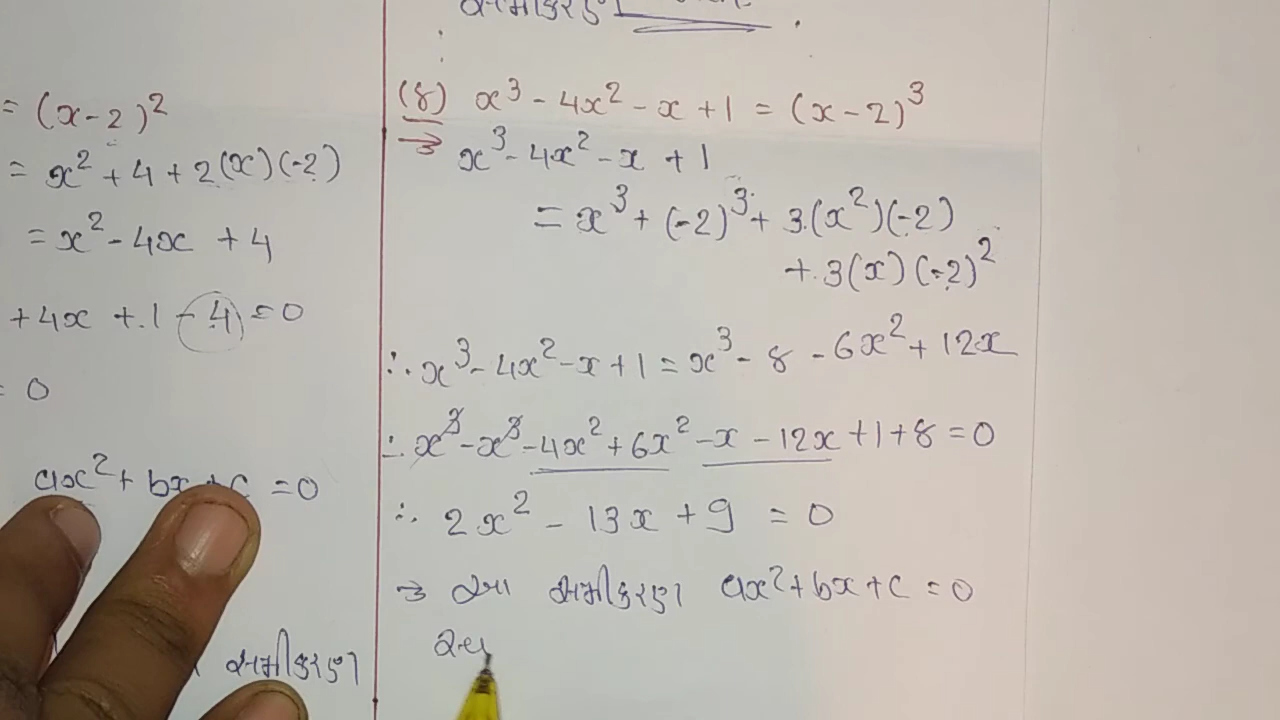 = (x-2)²
= x² + 4 + 2(x)(-2)
= x² - 4x + 4
+4x + 1 - 4 = 0
= 0
ax² + bx + c = 0
સમીકરણ
સમીકરણ
(8) x³ - 4x² - x + 1 = (x-2)³
⇒ x³ - 4x² - x + 1
= x³ + (-2)³ + 3(x²)(-2)
+ 3(x)(-2)²
∴ x³ - 4x² - x + 1 = x³ - 8 - 6x² + 12x
∴ x³ - x³ - 4x² + 6x² - x - 12x + 1 + 8 = 0
∴ 2x² - 13x + 9 = 0
→ આ સમીકરણ ax² + bx + c = 0